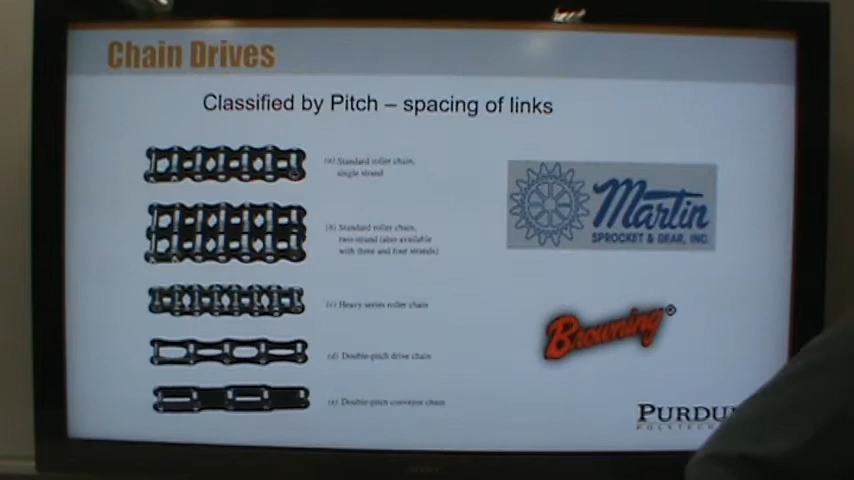 Chain Drives
Classified by Pitch – spacing of links
(a) Standard roller chain,
single strand
(b) Standard roller chain,
two-strand (also available
with three and four strands)
(c) Heavy series roller chain
(d) Double-pitch drive chain
(e) Double-pitch conveyor chain
Martin
SPROCKET & GEAR, INC.
Browning®
PURDU
POLYTECH